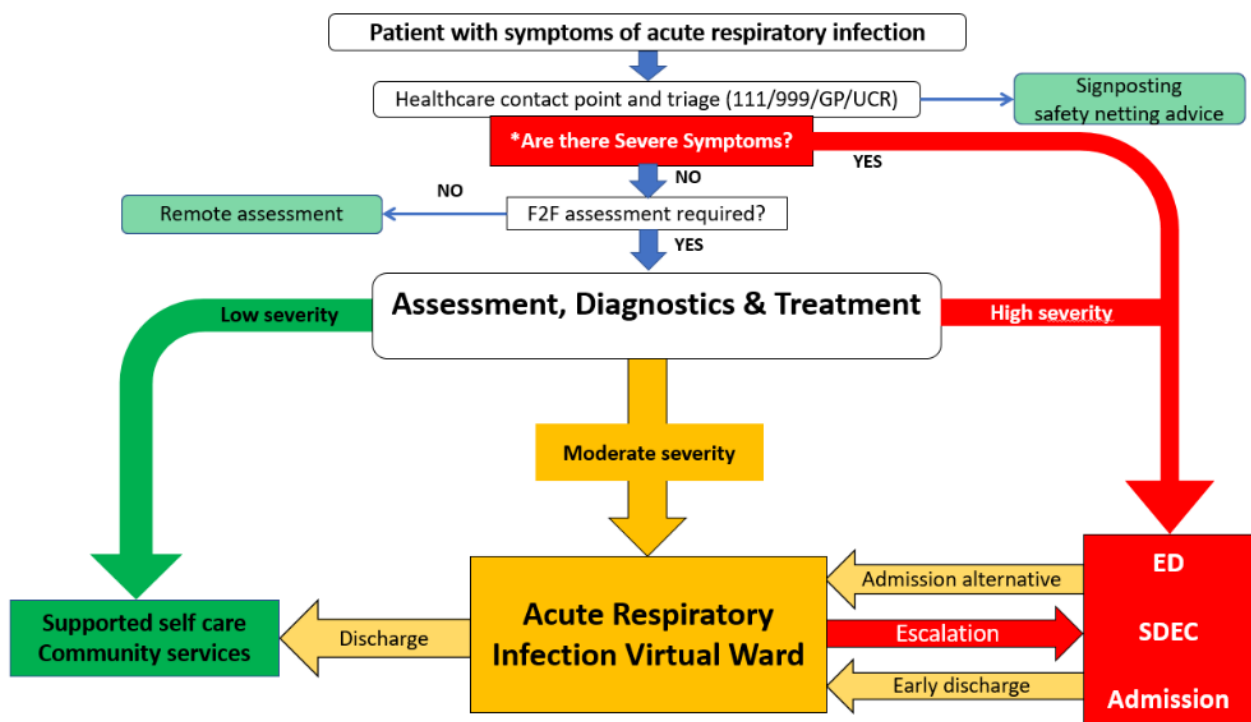 Patient with symptoms of acute respiratory infection
Healthcare contact point and triage (111/999/GP/UCR)
Signposting
safety netting advice
*Are there Severe Symptoms?
YES
NO
NO
Remote assessment
F2F assessment required?
YES
Assessment, Diagnostics & Treatment
Low severity
High severity
Moderate severity
ED
Admission alternative
Acute Respiratory
Infection Virtual Ward
Supported self care
Community services
Discharge
Escalation
SDEC
Early discharge
Admission